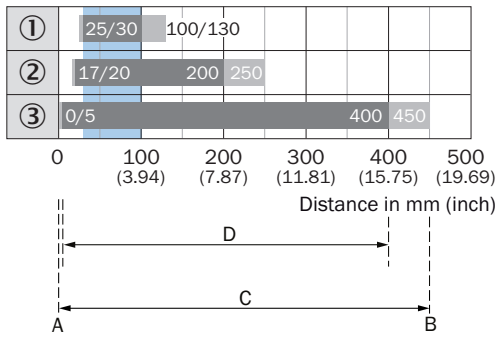 ① 25/30 100/130
② 17/20 200 250
③ 0/5 400 450
0 100 200 300 400 500
(3.94) (7.87) (11.81) (15.75) (19.69)
Distance in mm (inch)
D
C
A B